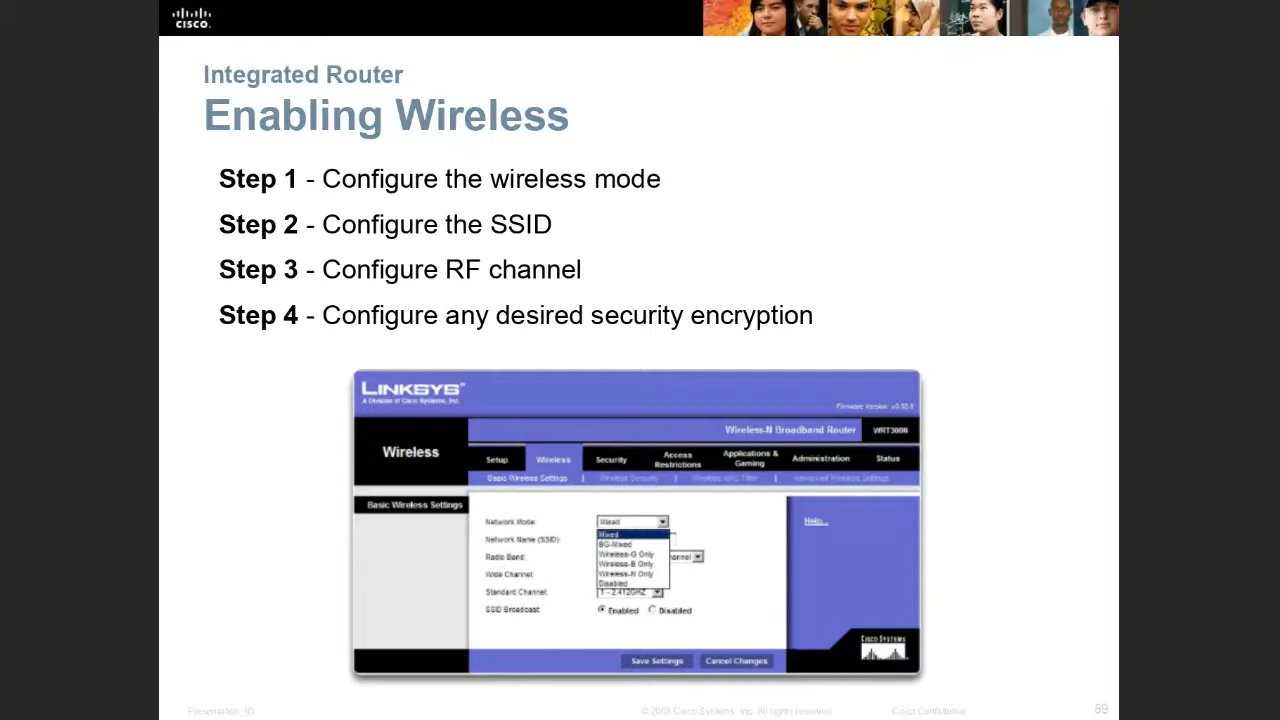 CISCO.
Integrated Router
Enabling Wireless
Step 1 - Configure the wireless mode
Step 2 - Configure the SSID
Step 3 - Configure RF channel
Step 4 - Configure any desired security encryption
LINKSYS®
A Division of Cisco Systems, Inc.
Firmware Version:
Wireless-N Broadband Router WRT300N
Wireless
Setup Wireless Security Access Restrictions Applications & Gaming Administration Status
Basic Wireless Settings | Wireless Security | Wireless MAC Filter | Advanced Wireless Settings
Basic Wireless Settings
Help...
Network Mode: Mixed
Mixed
Network Name (SSID):
BG-Mixed
Wireless-G Only
Radio Band:
Wireless-B Only
Wide Channel:
Wireless-N Only
Disabled
Standard Channel: 1 - 2.412GHZ
SSID Broadcast: Enabled Disabled
CISCO SYSTEMS
Save Settings Cancel Changes
Presentation_ID
© 2008 Cisco Systems, Inc. All rights reserved.
Cisco Confidential
59